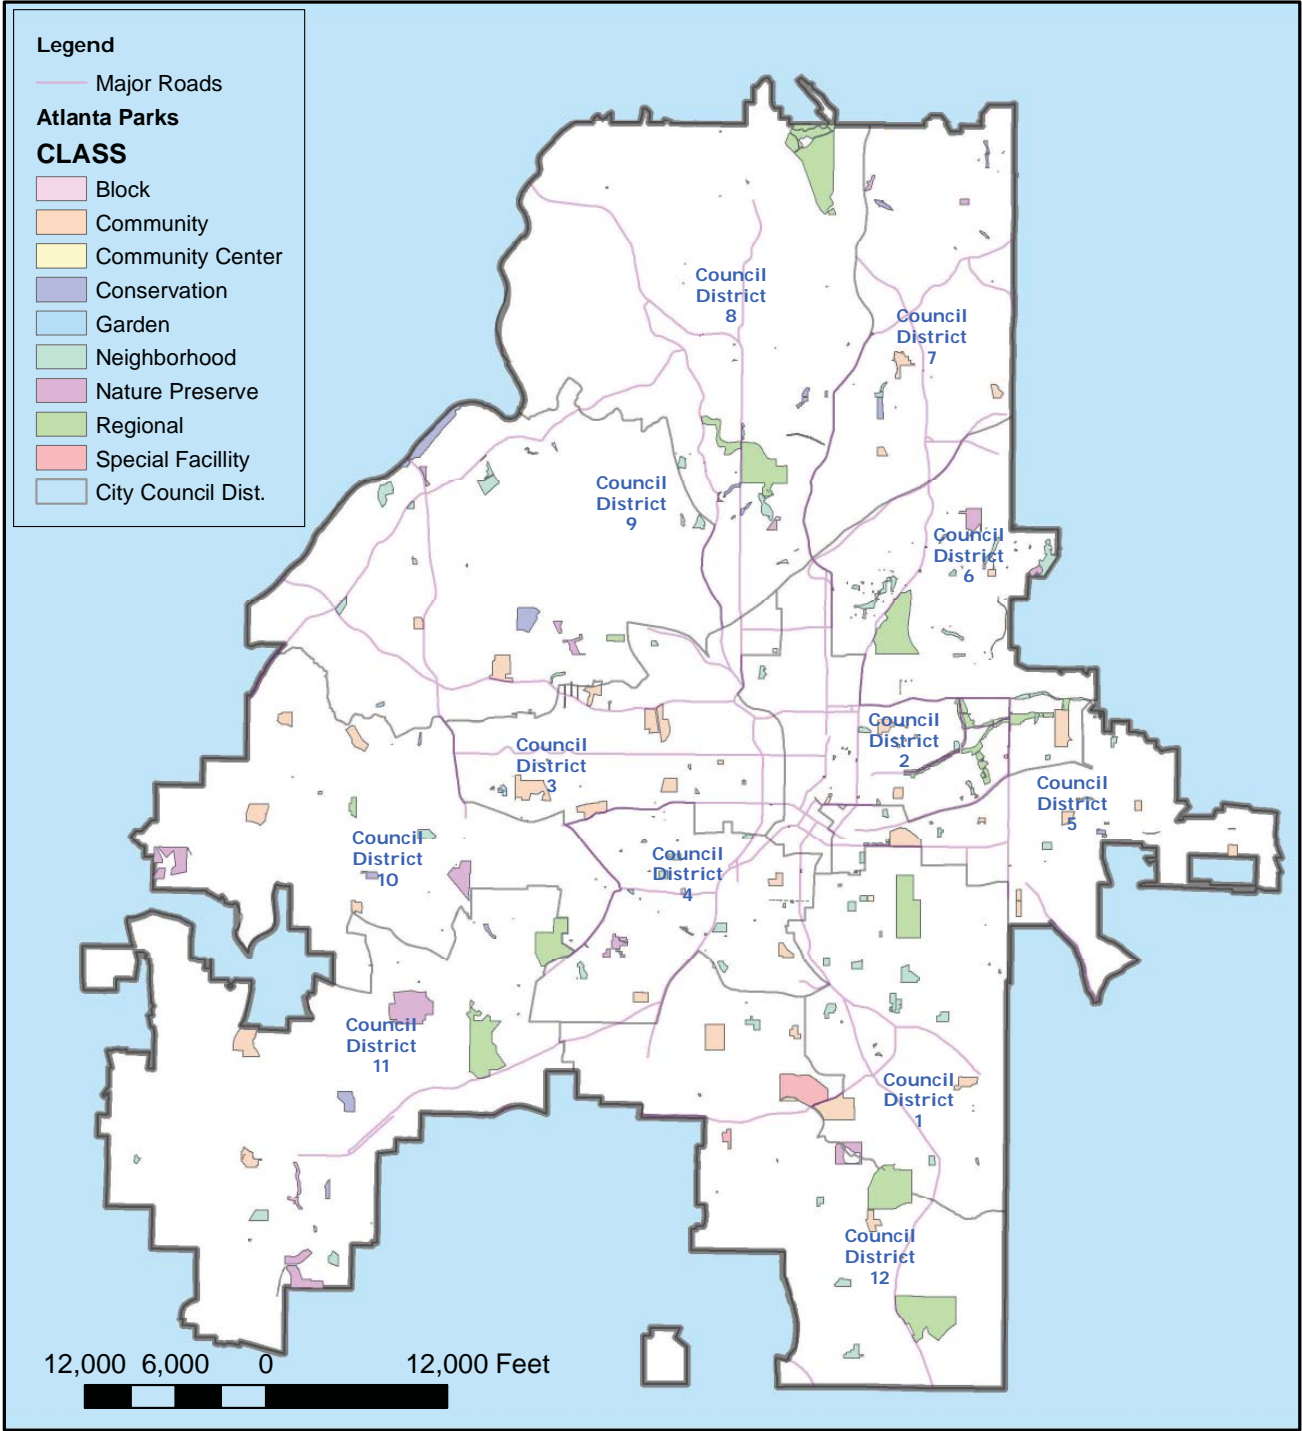 Legend
Major Roads
Atlanta Parks
CLASS
Block
Community
Community Center
Conservation
Garden
Neighborhood
Nature Preserve
Regional
Special Facillity
City Council Dist.
Council
District
8
Council
District
7
Council
District
9
Council
District
6
Council
District
2
Council
District
3
Council
District
5
Council
District
10
Council
District
4
Council
District
11
Council
District
1
Council
District
12
12,000 6,000 0 12,000 Feet